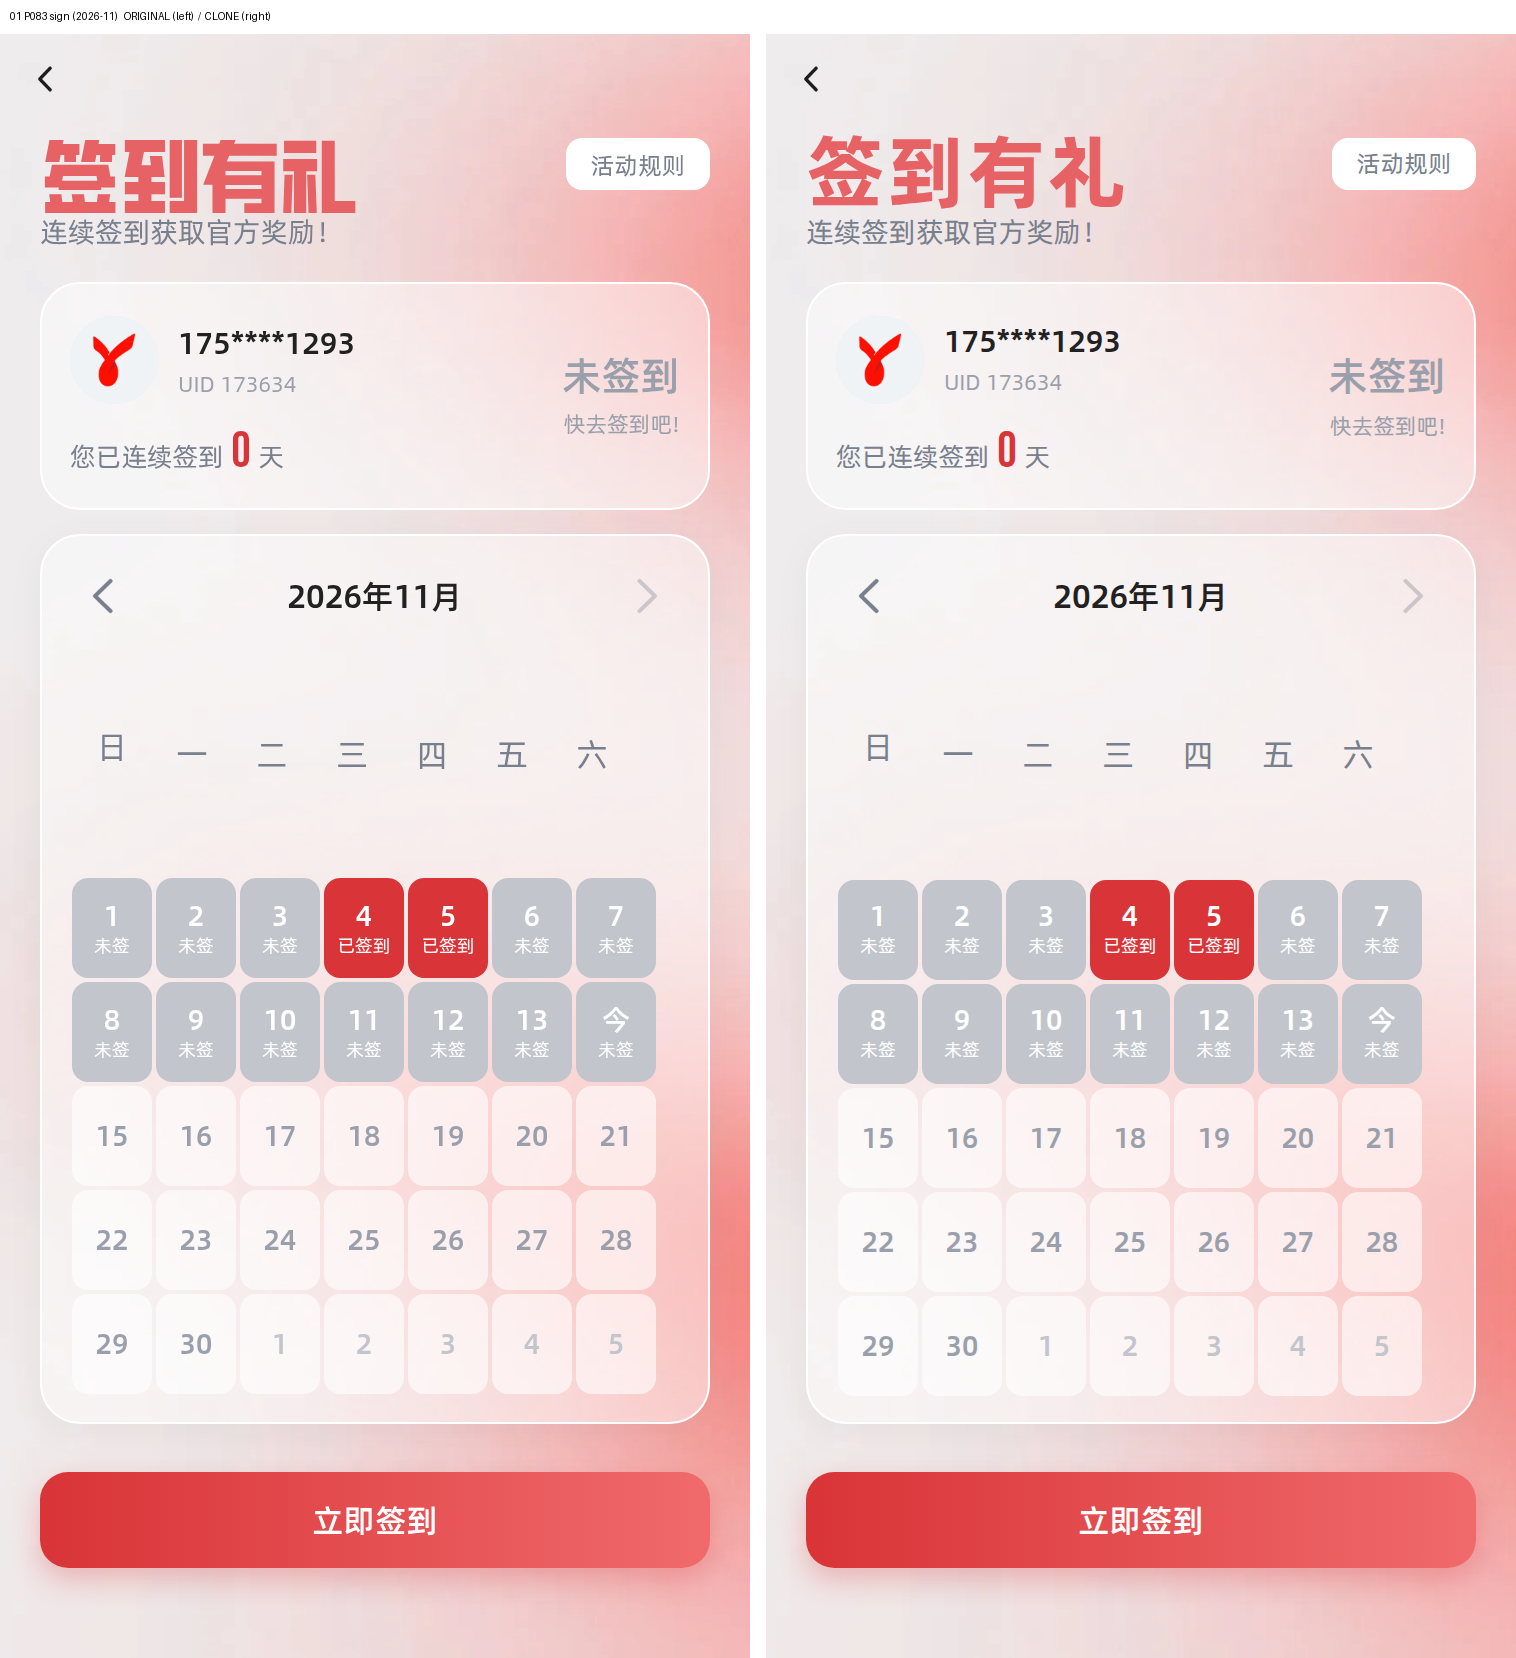 01 P083 sign (2026-11) ORIGINAL (left) / CLONE (right)
签到有礼
活动规则
连续签到获取官方奖励！
175****1293
UID 173634
未签到
快去签到吧!
您已连续签到 0 天
2026年11月
日 一 二 三 四 五 六
1 2 3 4 5 6 7
未签 未签 未签 已签到 已签到 未签 未签
8 9 10 11 12 13 今
未签 未签 未签 未签 未签 未签 未签
15 16 17 18 19 20 21
22 23 24 25 26 27 28
29 30 1 2 3 4 5
立即签到
签到有礼
活动规则
连续签到获取官方奖励！
175****1293
UID 173634
未签到
快去签到吧!
您已连续签到 0 天
2026年11月
日 一 二 三 四 五 六
1 2 3 4 5 6 7
未签 未签 未签 已签到 已签到 未签 未签
8 9 10 11 12 13 今
未签 未签 未签 未签 未签 未签 未签
15 16 17 18 19 20 21
22 23 24 25 26 27 28
29 30 1 2 3 4 5
立即签到